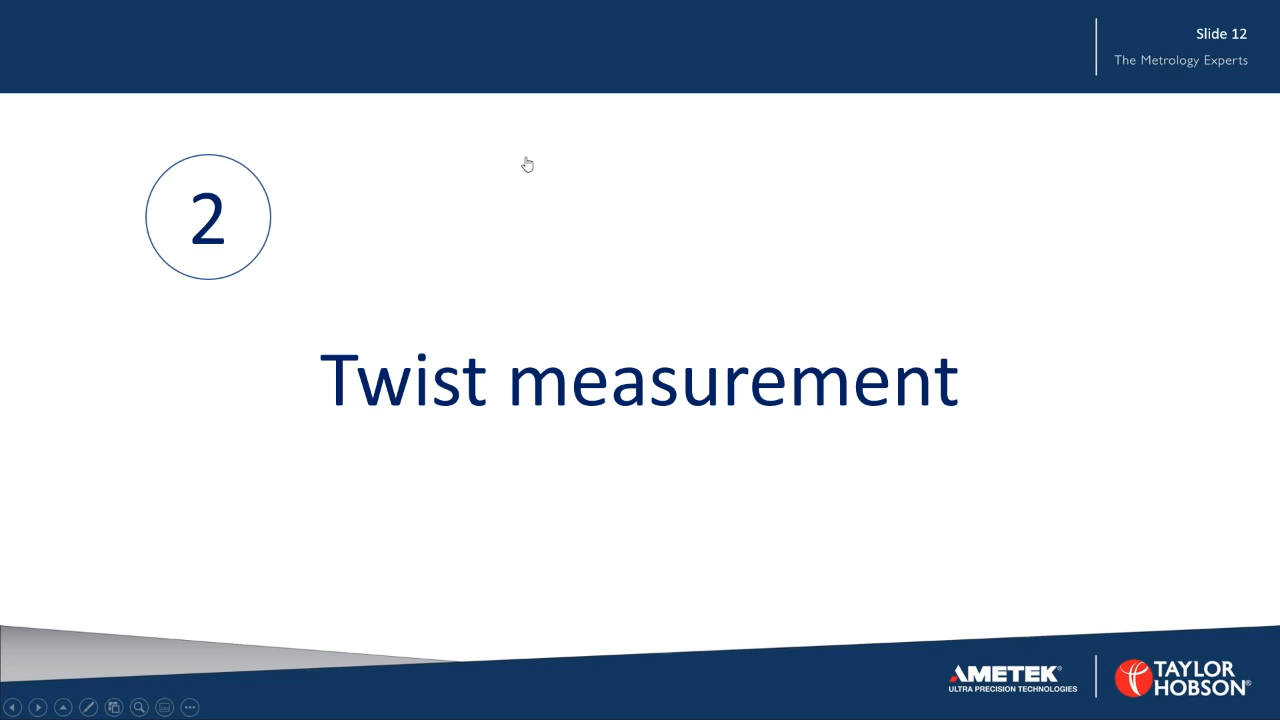 Slide 12
The Metrology Experts
2
Twist measurement
AMETEK®
ULTRA PRECISION TECHNOLOGIES
TAYLOR
HOBSON®